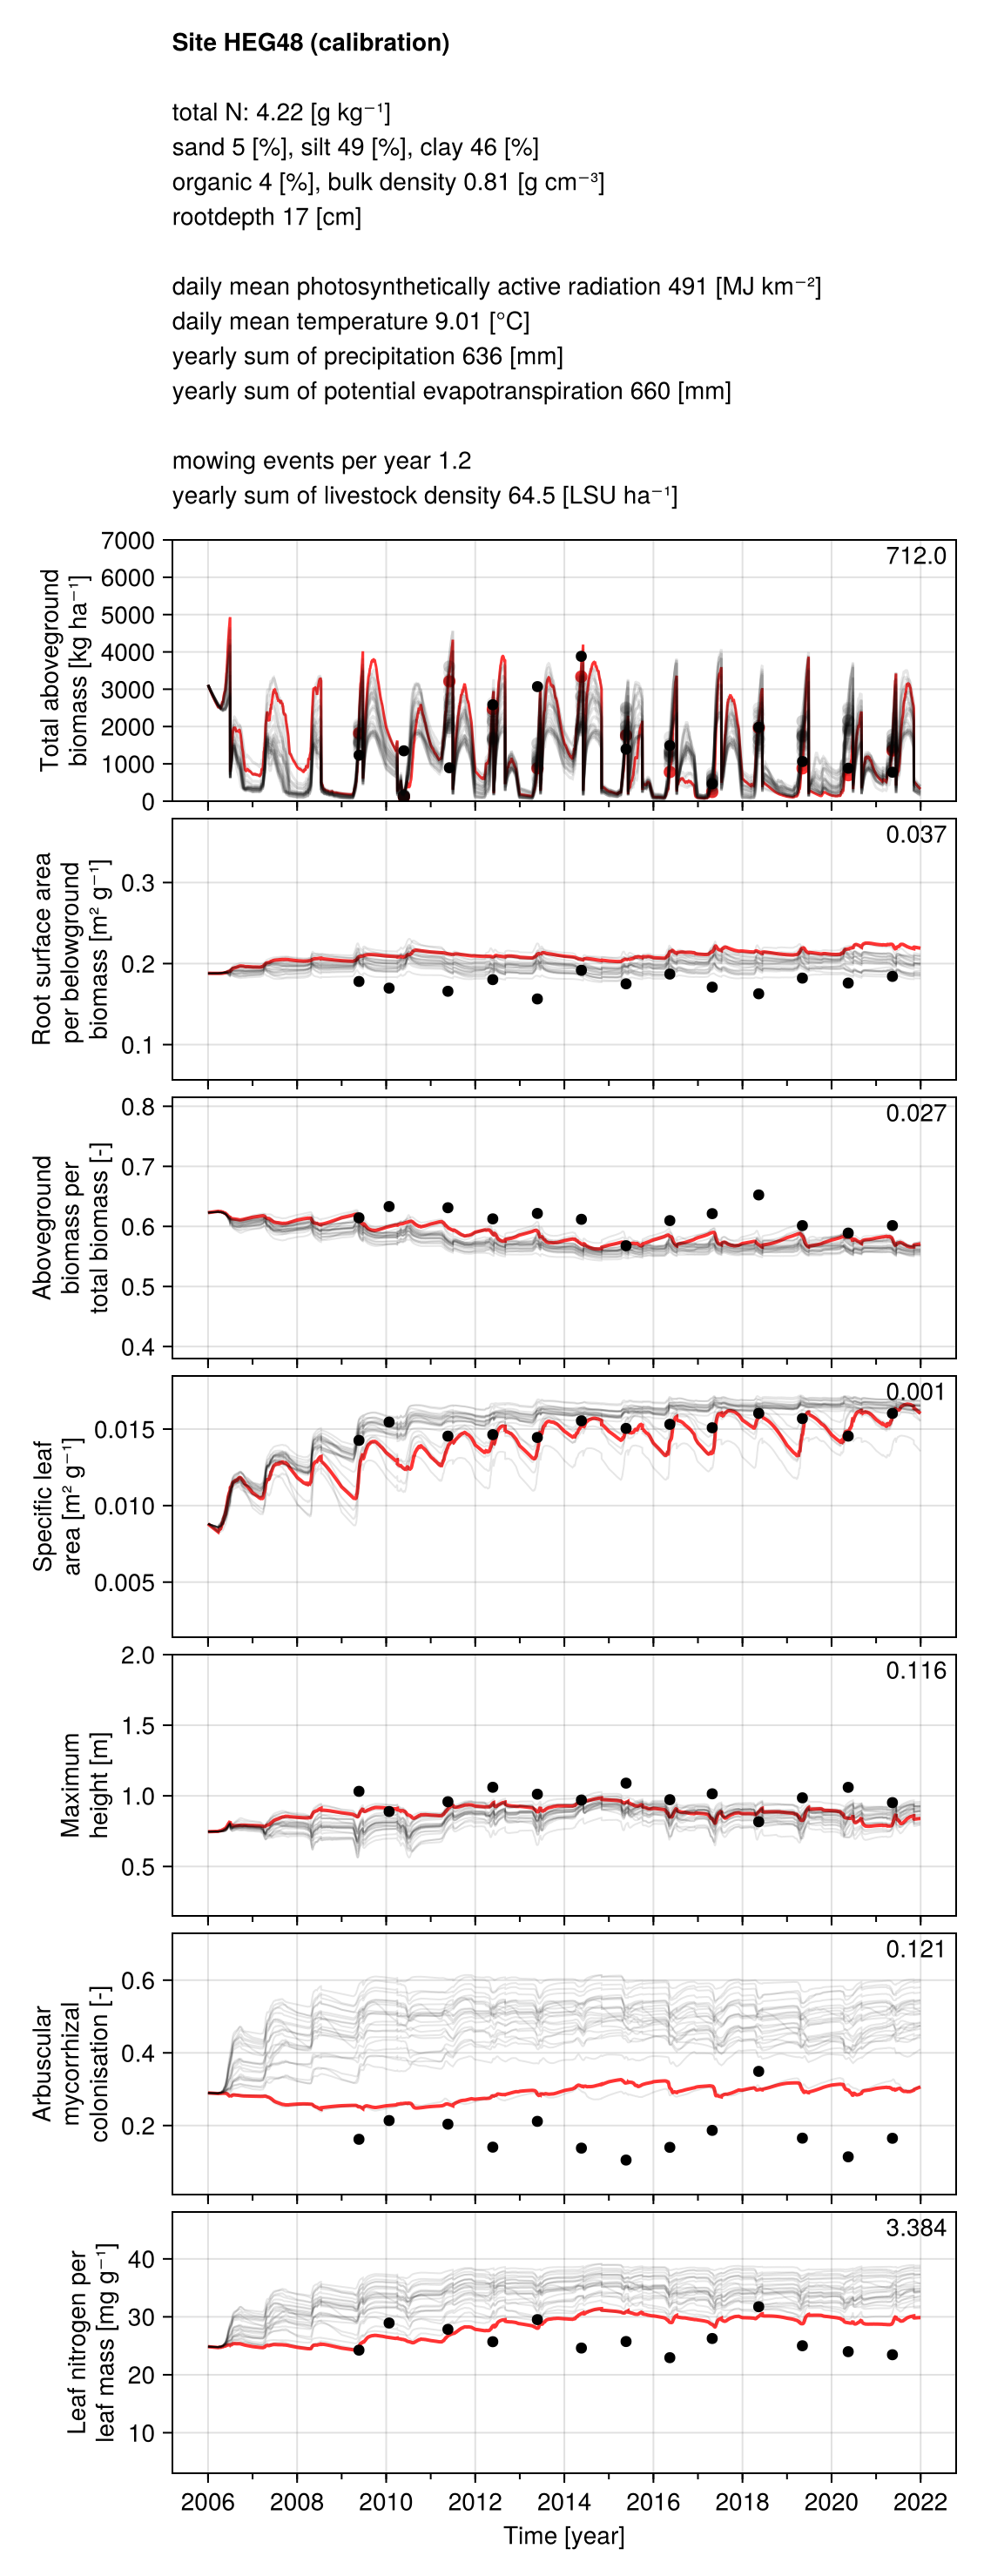 Site HEG48 (calibration)
total N: 4.22 [g kg⁻¹]
sand 5 [%], silt 49 [%], clay 46 [%]
organic 4 [%], bulk density 0.81 [g cm⁻³]
rootdepth 17 [cm]
daily mean photosynthetically active radiation 491 [MJ km⁻²]
daily mean temperature 9.01 [°C]
yearly sum of precipitation 636 [mm]
yearly sum of potential evapotranspiration 660 [mm]
mowing events per year 1.2
yearly sum of livestock density 64.5 [LSU ha⁻¹]
Total aboveground
biomass [kg ha⁻¹]
7000
6000
5000
4000
3000
2000
1000
0
712.0
Root surface area
per belowground
biomass [m² g⁻¹]
0.3
0.2
0.1
0.037
Aboveground
biomass per
total biomass [-]
0.8
0.7
0.6
0.5
0.4
0.027
Specific leaf
area [m² g⁻¹]
0.015
0.010
0.005
0.001
Maximum
height [m]
2.0
1.5
1.0
0.5
0.116
Arbuscular
mycorrhizal
colonisation [-]
0.6
0.4
0.2
0.121
Leaf nitrogen per
leaf mass [mg g⁻¹]
40
30
20
10
3.384
2006 2008 2010 2012 2014 2016 2018 2020 2022
Time [year]